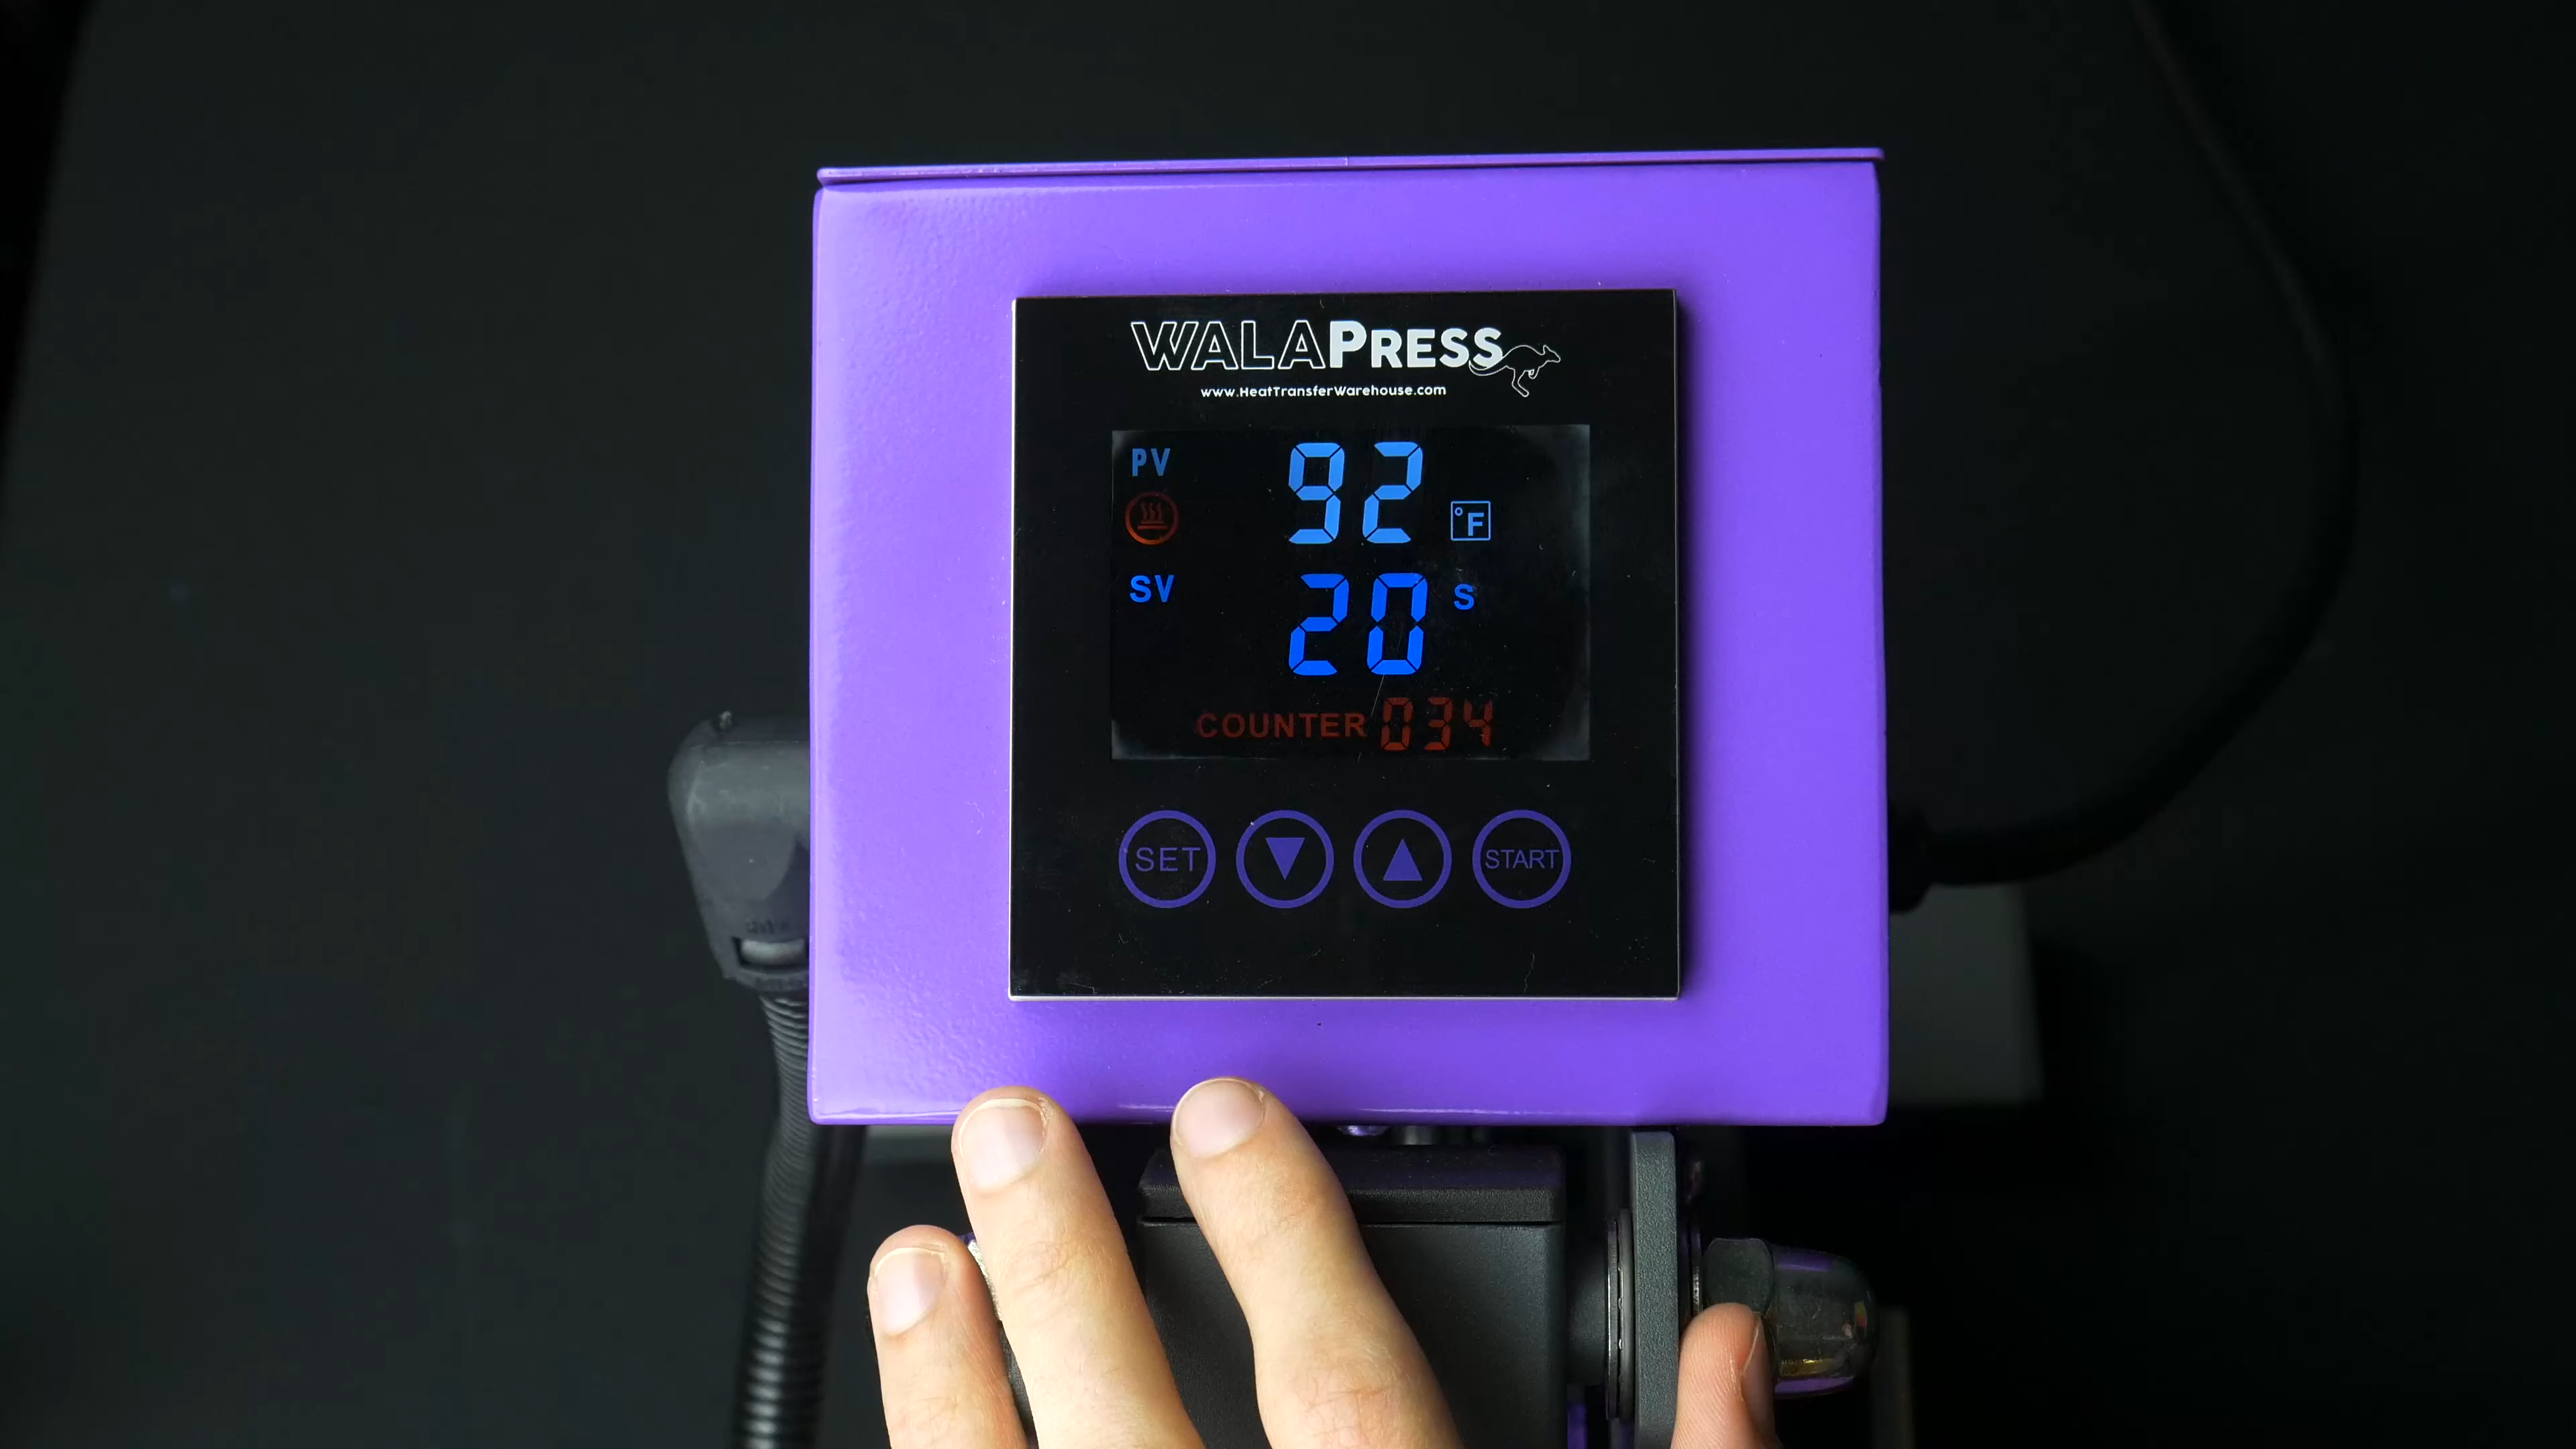 WALAPRESS
www.HeatTransferWarehouse.com
PV 92 °F
SV 20 S
COUNTER 034
SET START